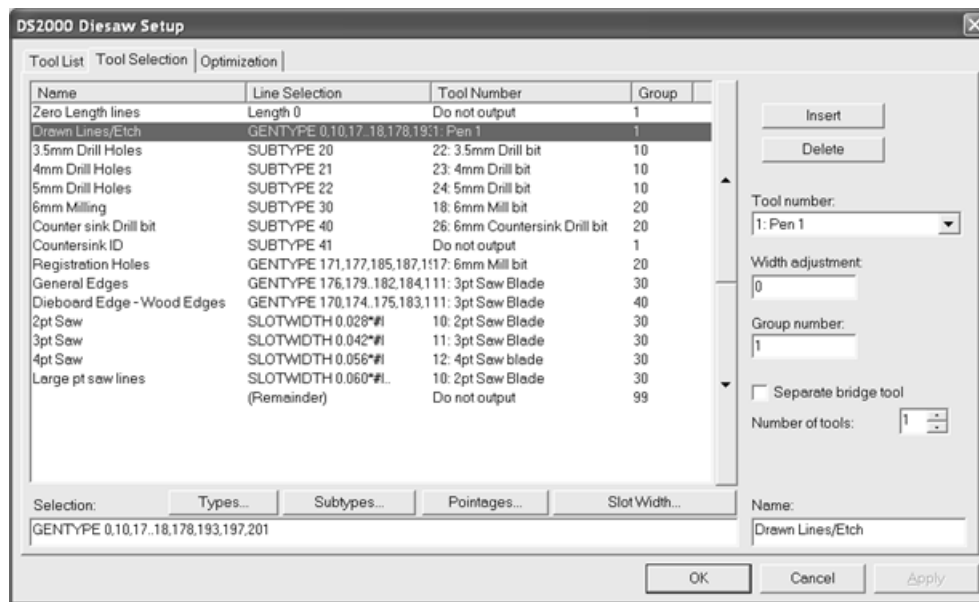 DS2000 Diesaw Setup
Tool List Tool Selection Optimization
Name Line Selection Tool Number Group
Zero Length lines Length 0 Do not output 1
Drawn Lines/Etch GENTYPE 0,10,17..18,178,193 1: Pen 1 1
3.5mm Drill Holes SUBTYPE 20 22: 3.5mm Drill bit 10
4mm Drill Holes SUBTYPE 21 23: 4mm Drill bit 10
5mm Drill Holes SUBTYPE 22 24: 5mm Drill bit 10
6mm Milling SUBTYPE 30 18: 6mm Mill bit 20
Counter sink Drill bit SUBTYPE 40 26: 6mm Countersink Drill bit 20
Countersink ID SUBTYPE 41 Do not output 1
Registration Holes GENTYPE 171,177,185,187,1 17: 6mm Mill bit 20
General Edges GENTYPE 176,179..182,184,1 11: 3pt Saw Blade 30
Dieboard Edge - Wood Edges GENTYPE 170,174..175,183,1 11: 3pt Saw Blade 40
2pt Saw SLOTWIDTH 0.028*#I 10: 2pt Saw Blade 30
3pt Saw SLOTWIDTH 0.042*#I 11: 3pt Saw Blade 30
4pt Saw SLOTWIDTH 0.056*#I 12: 4pt Saw blade 30
Large pt saw lines SLOTWIDTH 0.060*#I.. 10: 2pt Saw Blade 30
(Remainder) Do not output 99
Insert
Delete
Tool number:
1: Pen 1
Width adjustment:
0
Group number:
1
Separate bridge tool
Number of tools: 1
Selection: Types... Subtypes... Pointages... Slot Width...
GENTYPE 0,10,17..18,178,193,197,201
Name:
Drawn Lines/Etch
OK Cancel Apply